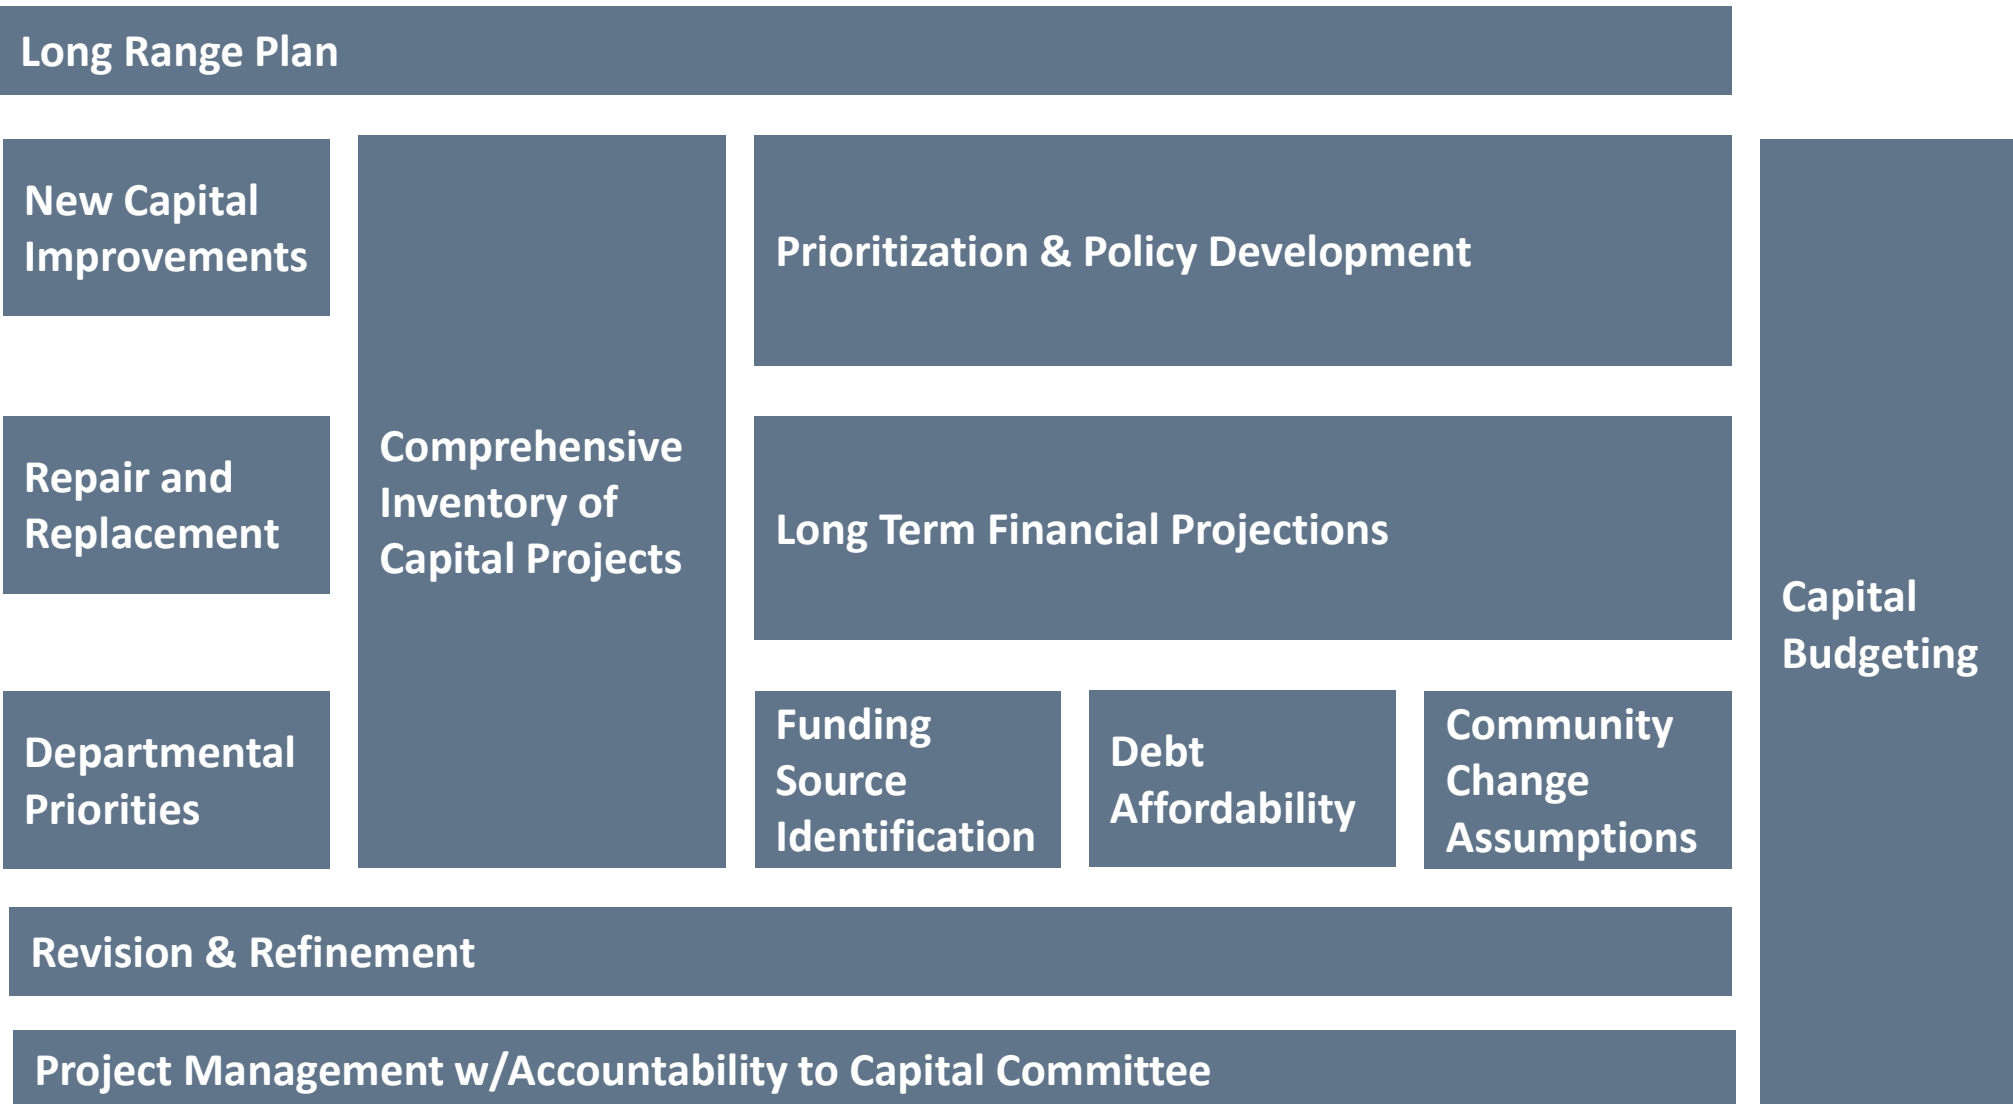 Long Range Plan
New Capital
Improvements
Repair and
Replacement
Departmental
Priorities
Comprehensive
Inventory of
Capital Projects
Prioritization & Policy Development
Long Term Financial Projections
Funding
Source
Identification
Debt
Affordability
Community
Change
Assumptions
Capital
Budgeting
Revision & Refinement
Project Management w/Accountability to Capital Committee